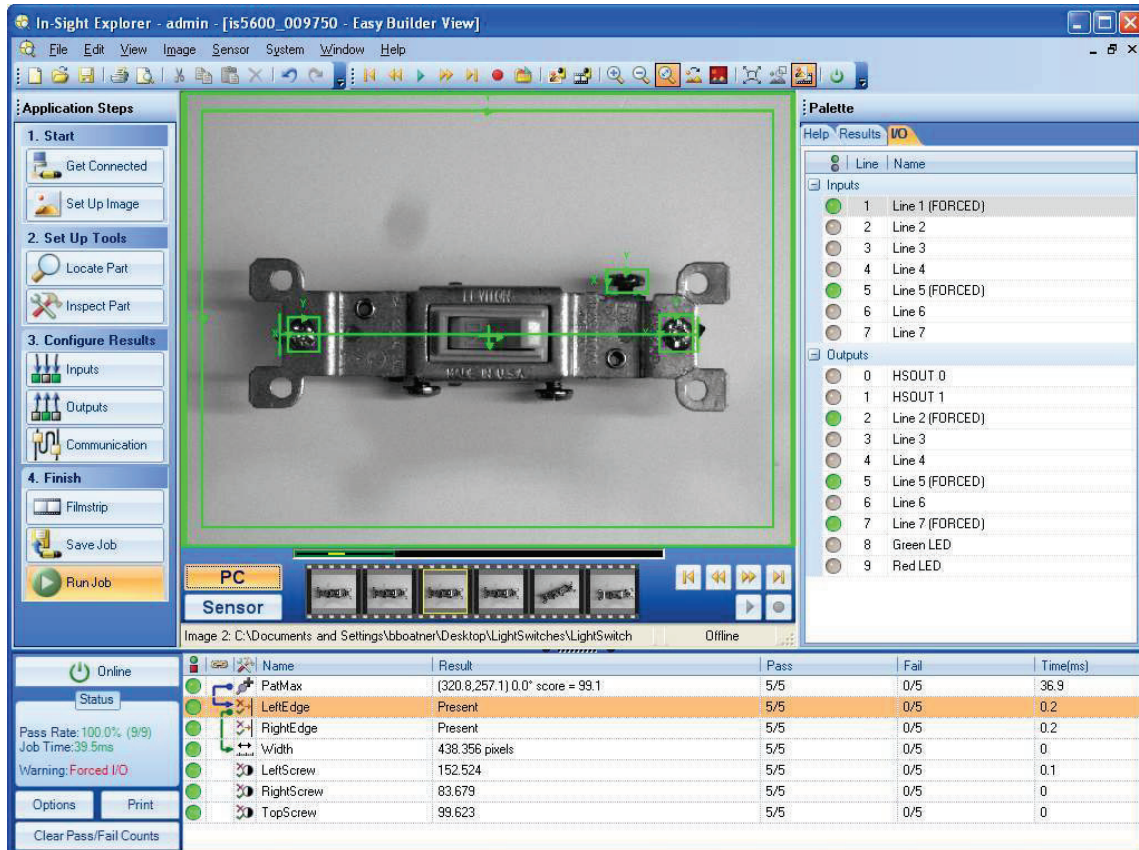 In-Sight Explorer - admin - [is5600_009750 - Easy Builder View]
File Edit View Image Sensor System Window Help
Application Steps
1. Start
Get Connected
Set Up Image
2. Set Up Tools
Locate Part
Inspect Part
3. Configure Results
Inputs
Outputs
Communication
4. Finish
Filmstrip
Save Job
Run Job
LEVITON
MADE IN U.S.A.
PC
Sensor
Image 2: C:\Documents and Settings\bboatner\Desktop\LightSwitches\LightSwitch Offline
Palette
Help Results I/O
Line Name
Inputs
1 Line 1 (FORCED)
2 Line 2
3 Line 3
4 Line 4
5 Line 5 (FORCED)
6 Line 6
7 Line 7
Outputs
0 HSOUT 0
1 HSOUT 1
2 Line 2 (FORCED)
3 Line 3
4 Line 4
5 Line 5 (FORCED)
6 Line 6
7 Line 7 (FORCED)
8 Green LED
9 Red LED
Online
Status
Pass Rate: 100.0% (9/9)
Job Time: 39.5ms
Warning: Forced I/O
Options Print
Clear Pass/Fail Counts
Name Result Pass Fail Time(ms)
PatMax (320.8,257.1) 0.0° score = 99.1 5/5 0/5 36.9
LeftEdge Present 5/5 0/5 0.2
RightEdge Present 5/5 0/5 0.2
Width 438.356 pixels 5/5 0/5 0
LeftScrew 152.524 5/5 0/5 0.1
RightScrew 83.679 5/5 0/5 0
TopScrew 99.623 5/5 0/5 0